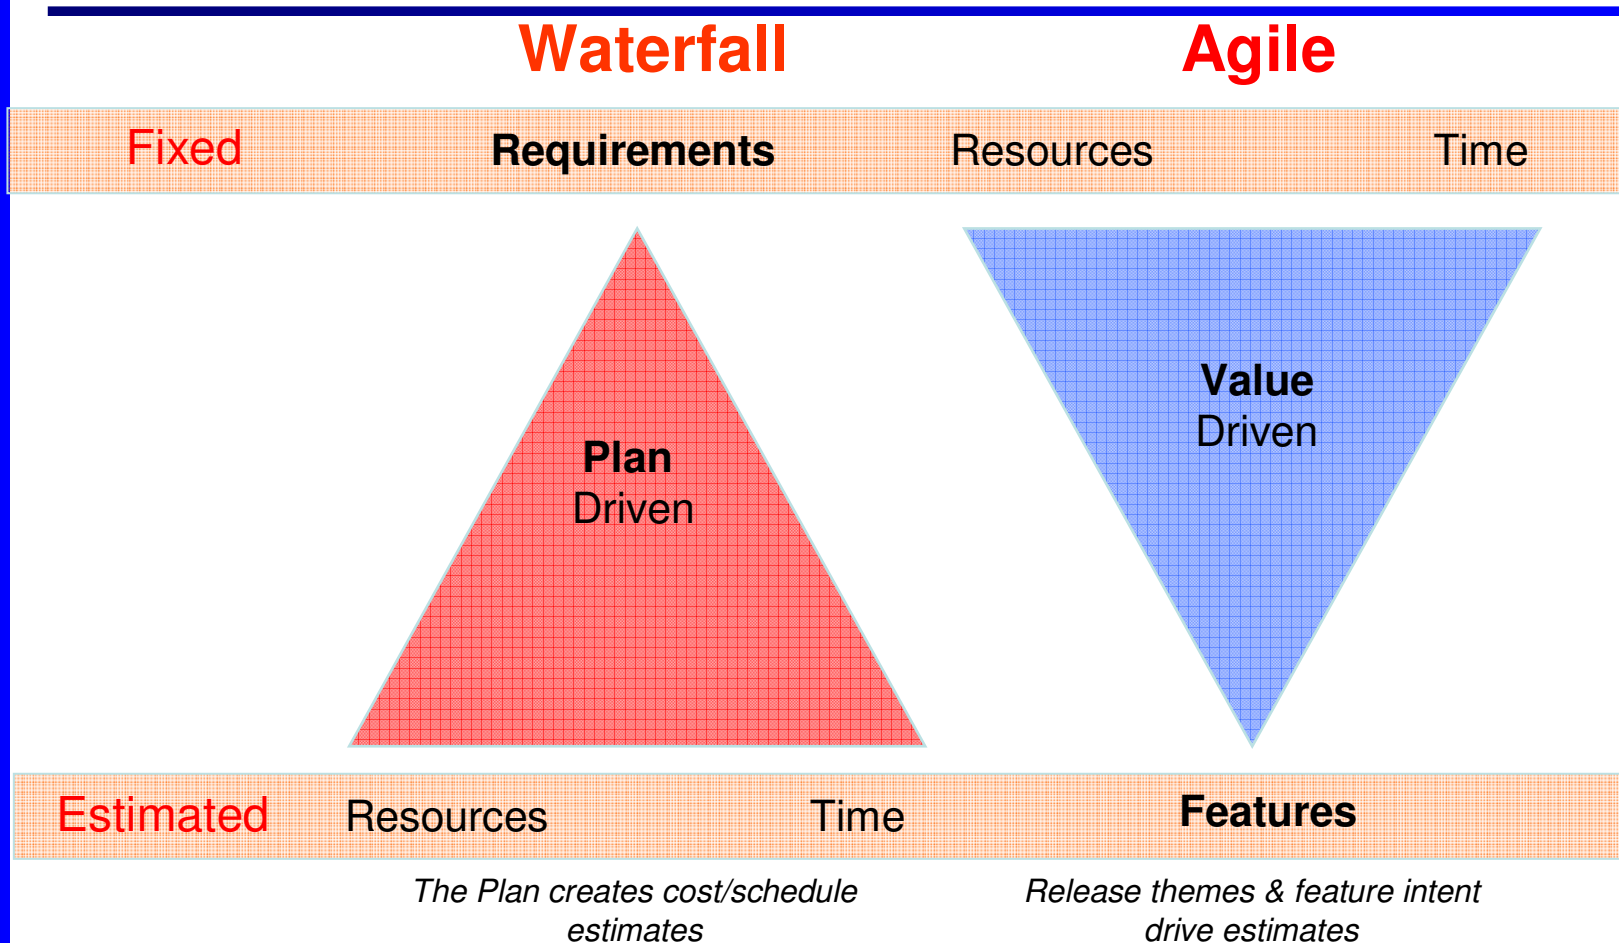 Waterfall Agile
Fixed Requirements Resources Time
Value
Driven
Plan
Driven
Estimated Resources Time Features
The Plan creates cost/schedule
estimates
Release themes & feature intent
drive estimates